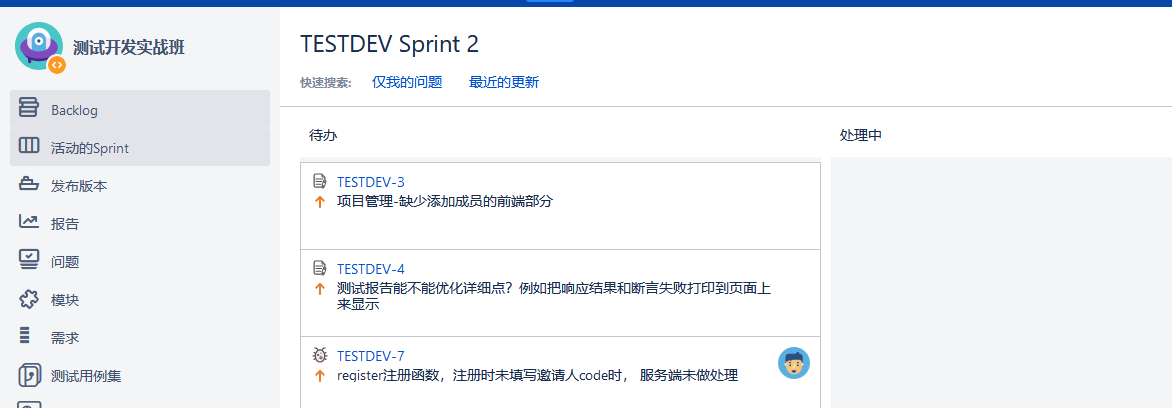 测试开发实战班
Backlog
活动的Sprint
发布版本
报告
问题
模块
需求
测试用例集
TESTDEV Sprint 2
快速搜索: 仅我的问题 最近的更新
待办
TESTDEV-3
项目管理-缺少添加成员的前端部分
TESTDEV-4
测试报告能不能优化详细点？例如把响应结果和断言失败打印到页面上
来显示
TESTDEV-7
register注册函数，注册时未填写邀请人code时， 服务端未做处理
处理中